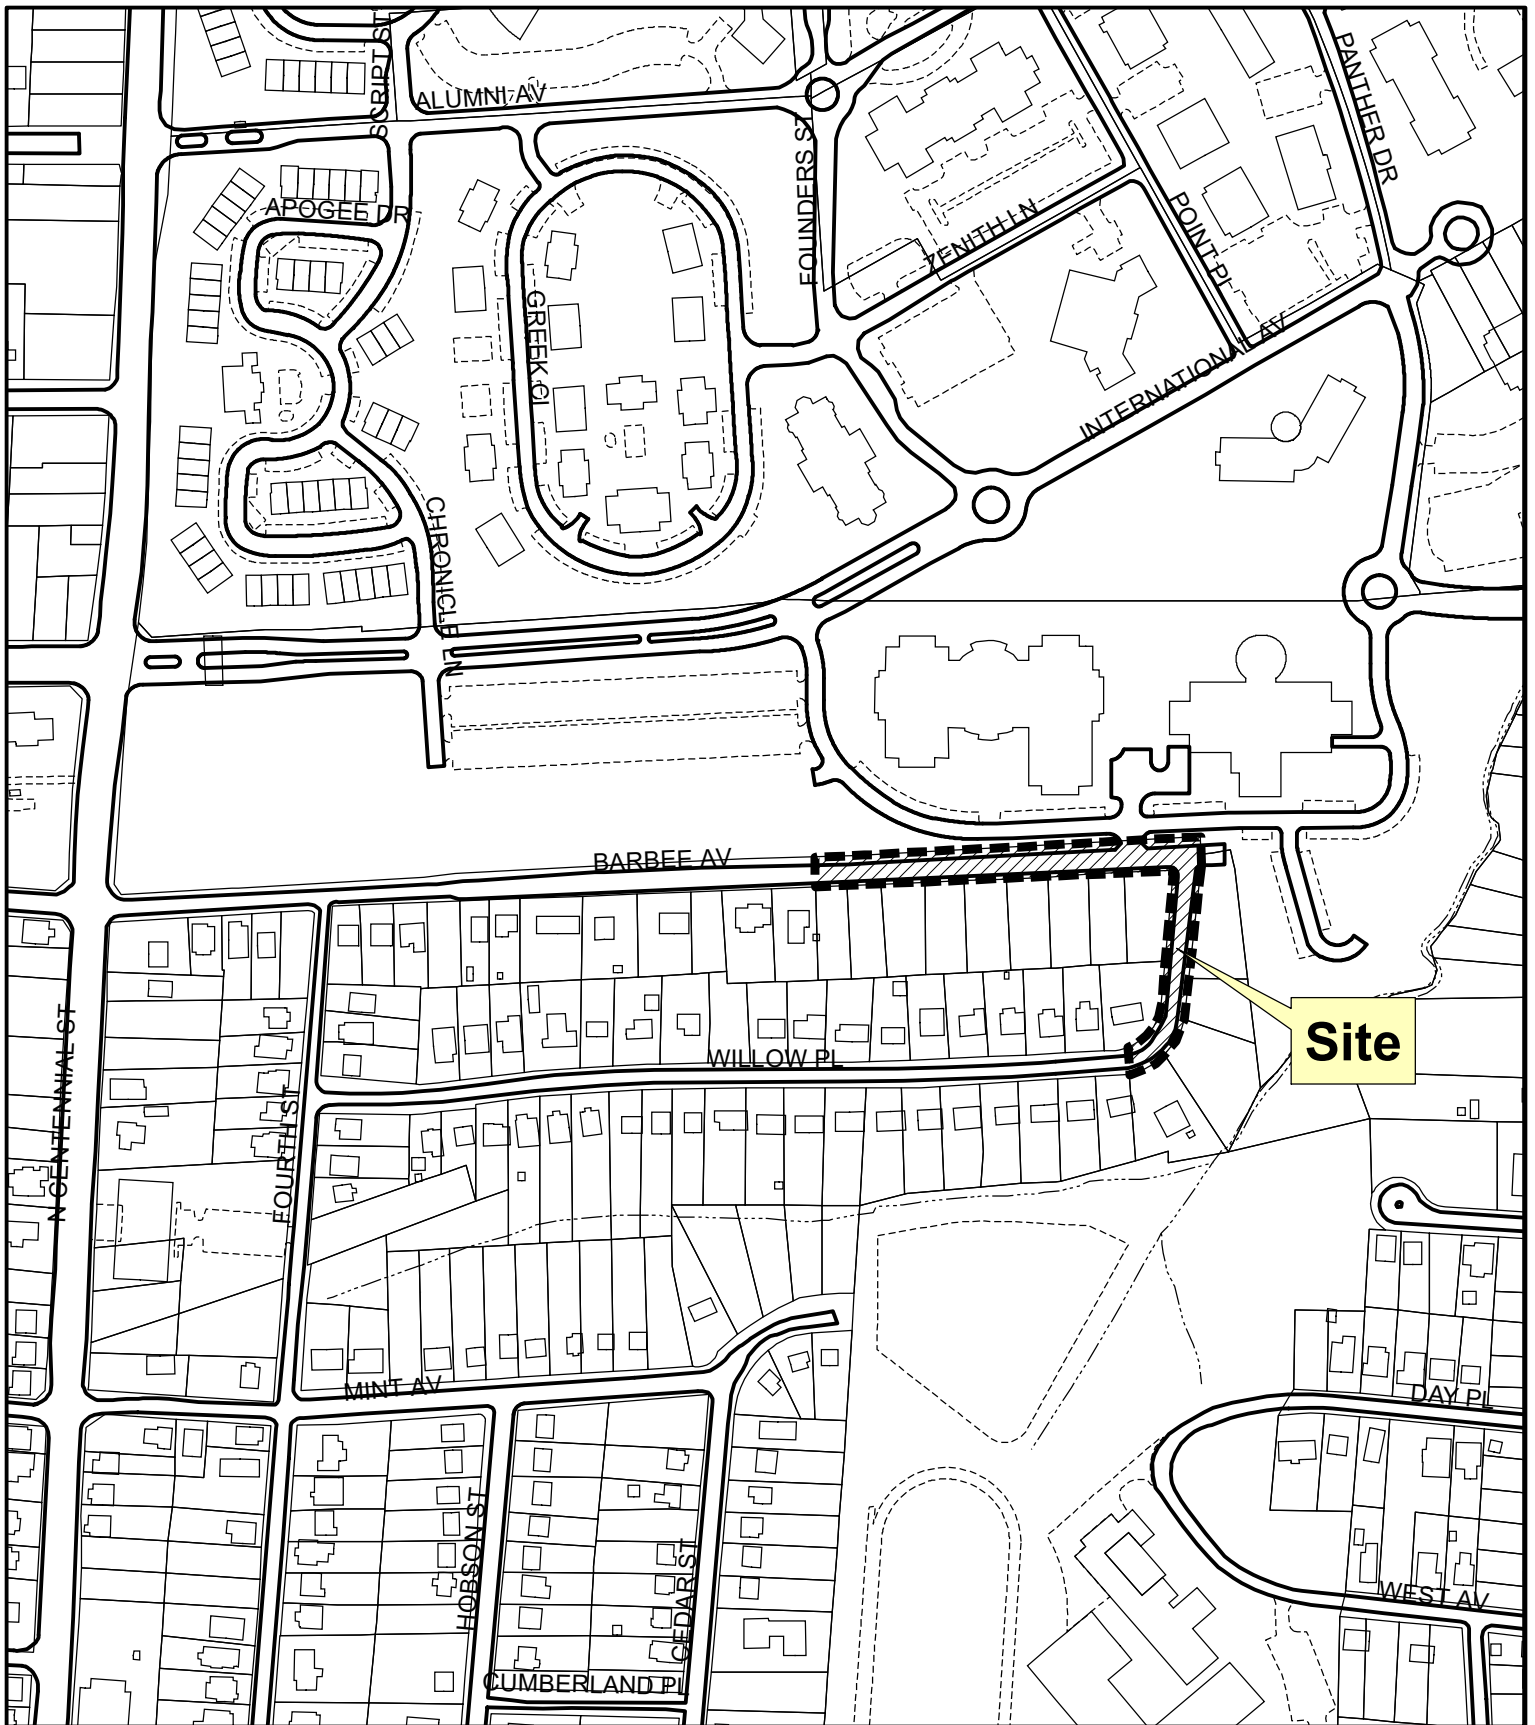 SCRIPT ST
PANTHER DR
ALUMNI AV
FOUNDERS ST
APOGEE DR
ZENITH LN
POINT PL
GREEK CI
INTERNATIONAL AV
CHRONICLE LN
BARBEE AV
Site
N CENTENNIAL ST
WILLOW PL
FOURTH ST
MINT AV
DAY PL
HOBSON ST
CEDAR ST
WEST AV
CUMBERLAND PL